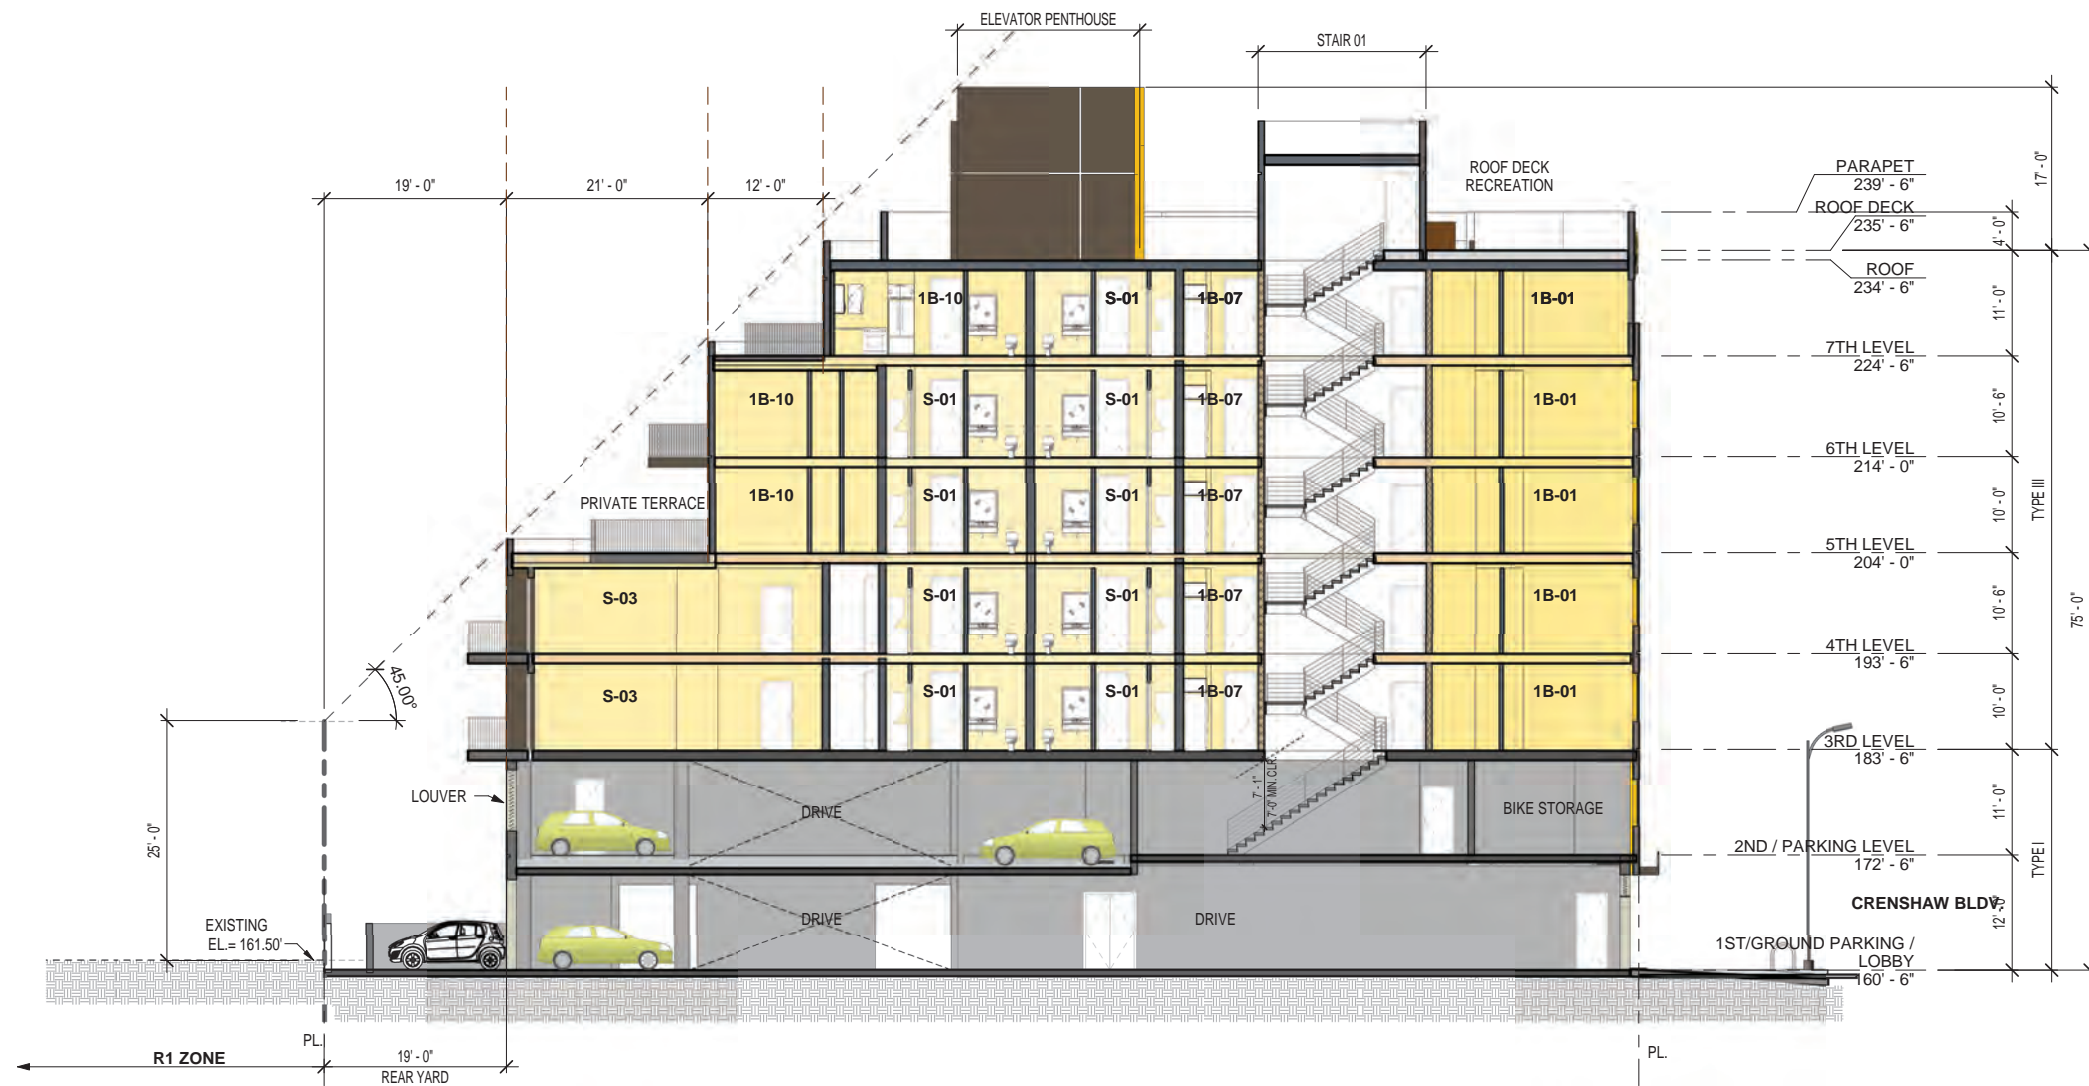 ELEVATOR PENTHOUSE
STAIR 01
19' - 0"
21' - 0"
12' - 0"
ROOF DECK
RECREATION
PARAPET
239' - 6"
ROOF DECK
235' - 6"
ROOF
234' - 6"
17' - 0"
4' - 0"
1B-10
S-01
1B-07
1B-01
11' - 0"
7TH LEVEL
224' - 6"
1B-10
S-01
S-01
1B-07
1B-01
10' - 6"
6TH LEVEL
214' - 0"
PRIVATE TERRACE
1B-10
S-01
S-01
1B-07
1B-01
10' - 0"
TYPE III
5TH LEVEL
204' - 0"
S-03
S-01
S-01
1B-07
1B-01
10' - 6"
75' - 0"
4TH LEVEL
193' - 6"
45.00°
S-03
S-01
S-01
1B-07
1B-01
10' - 0"
3RD LEVEL
183' - 6"
LOUVER
DRIVE
7' - 1"
7'-0" MIN. CLR.
BIKE STORAGE
11' - 0"
25' - 0"
2ND / PARKING LEVEL
172' - 6"
TYPE I
CRENSHAW BLDV.
12' - 0"
EXISTING
EL.= 161.50'
DRIVE
DRIVE
1ST/GROUND PARKING /
LOBBY
160' - 6"
PL.
PL.
R1 ZONE
19' - 0"
REAR YARD